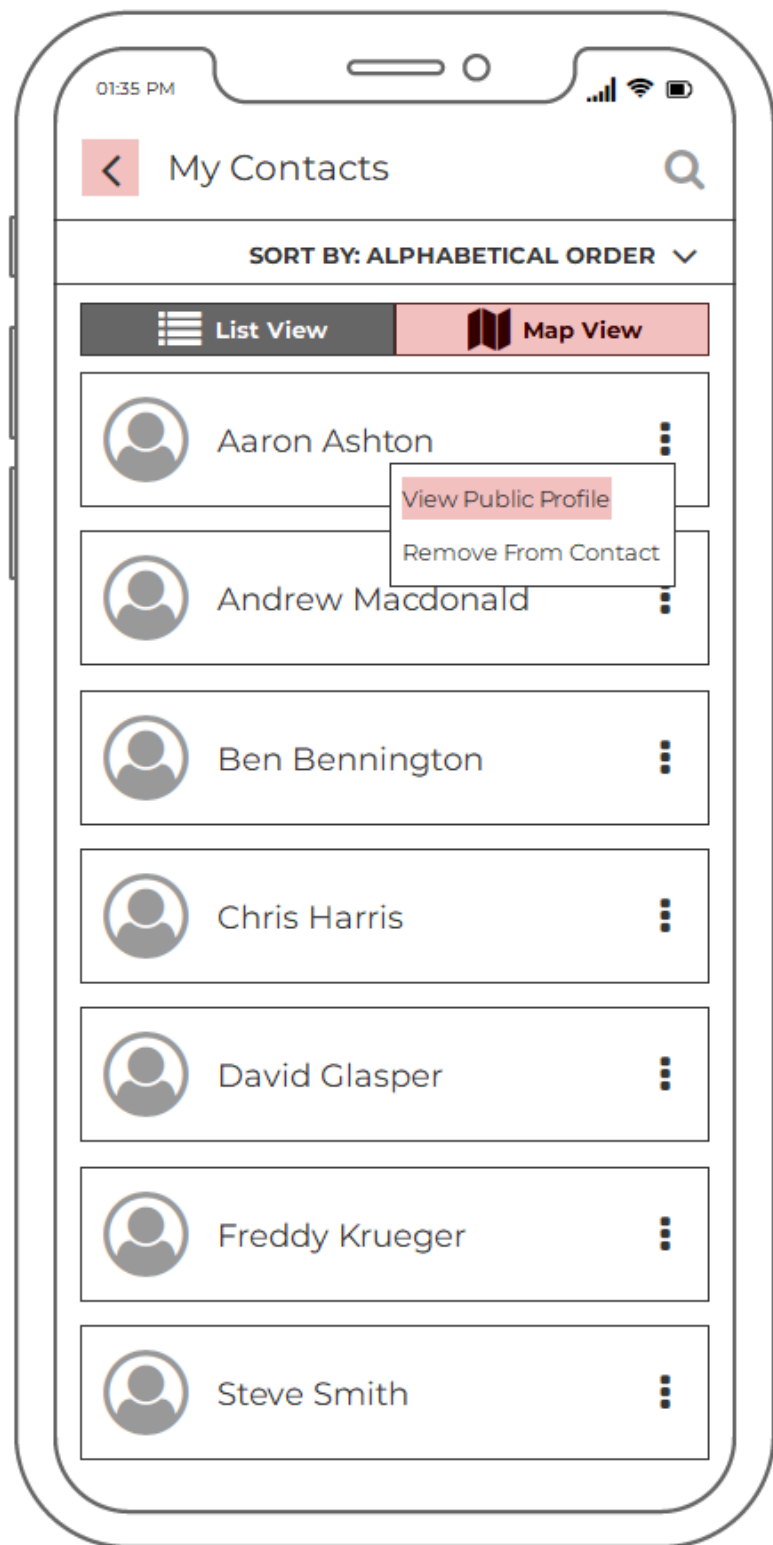 01:35 PM
My Contacts
SORT BY: ALPHABETICAL ORDER
List View
Map View
Aaron Ashton
View Public Profile
Remove From Contact
Andrew Macdonald
Ben Bennington
Chris Harris
David Glasper
Freddy Krueger
Steve Smith